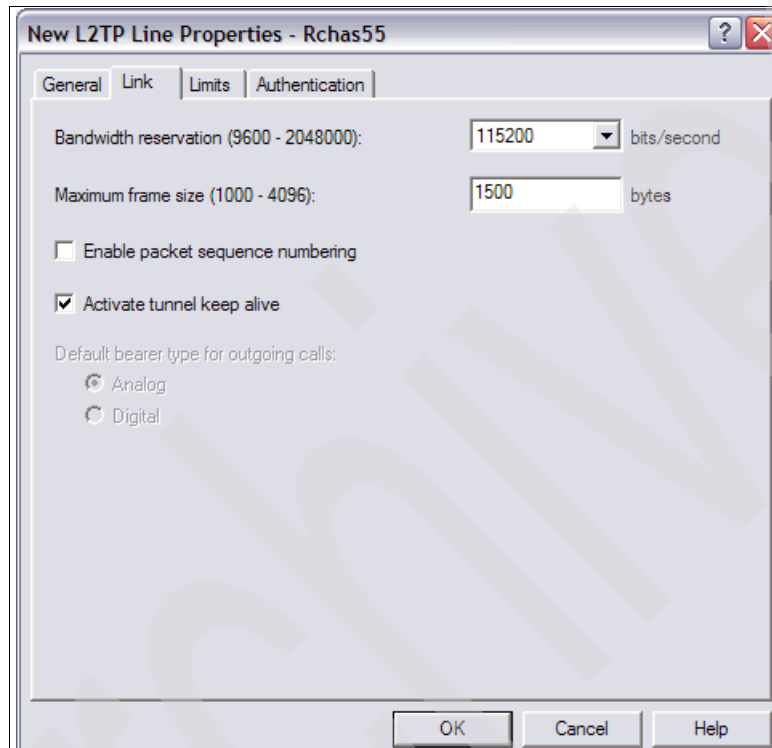 New L2TP Line Properties - Rchas55
General Link Limits Authentication
Bandwidth reservation (9600 - 2048000): 115200 bits/second
Maximum frame size (1000 - 4096): 1500 bytes
Enable packet sequence numbering
Activate tunnel keep alive
Default bearer type for outgoing calls:
Analog
Digital
OK Cancel Help